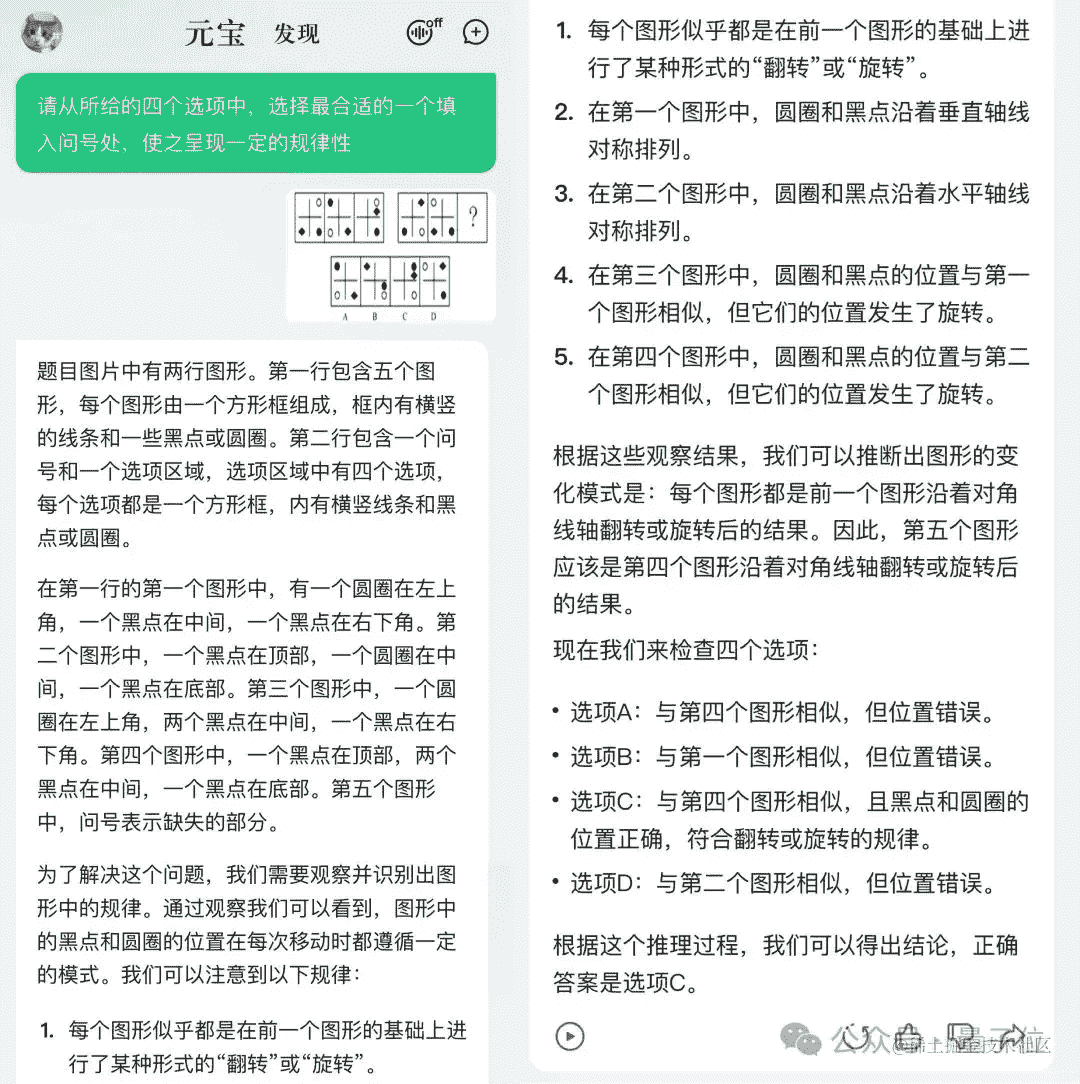 元宝 发现
off
请从所给的四个选项中，选择最合适的一个填
入问号处，使之呈现一定的规律性
?
A B C D
题目图片中有两行图形。第一行包含五个图
形，每个图形由一个方形框组成，框内有横竖
的线条和一些黑点或圆圈。第二行包含一个问
号和一个选项区域，选项区域中有四个选项，
每个选项都是一个方形框，内有横竖线条和黑
点或圆圈。
在第一行的第一个图形中，有一个圆圈在左上
角，一个黑点在中间，一个黑点在右下角。第
二个图形中，一个黑点在顶部，一个圆圈在中
间，一个黑点在底部。第三个图形中，一个圆
圈在左上角，两个黑点在中间，一个黑点在右
下角。第四个图形中，一个黑点在顶部，两个
黑点在中间，一个黑点在底部。第五个图形
中，问号表示缺失的部分。
为了解决这个问题，我们需要观察并识别出图
形中的规律。通过观察我们可以看到，图形中
的黑点和圆圈的位置在每次移动时都遵循一定
的模式。我们可以注意到以下规律：
1. 每个图形似乎都是在前一个图形的基础上进
行了某种形式的“翻转”或“旋转”。
1. 每个图形似乎都是在前一个图形的基础上进
行了某种形式的“翻转”或“旋转”。
2. 在第一个图形中，圆圈和黑点沿着垂直轴线
对称排列。
3. 在第二个图形中，圆圈和黑点沿着水平轴线
对称排列。
4. 在第三个图形中，圆圈和黑点的位置与第一
个图形相似，但它们的位置发生了旋转。
5. 在第四个图形中，圆圈和黑点的位置与第二
个图形相似，但它们的位置发生了旋转。
根据这些观察结果，我们可以推断出图形的变
化模式是：每个图形都是前一个图形沿着对角
线轴翻转或旋转后的结果。因此，第五个图形
应该是第四个图形沿着对角线轴翻转或旋转后
的结果。
现在我们来检查四个选项：
• 选项A：与第四个图形相似，但位置错误。
• 选项B：与第一个图形相似，但位置错误。
• 选项C：与第四个图形相似，且黑点和圆圈的
位置正确，符合翻转或旋转的规律。
• 选项D：与第二个图形相似，但位置错误。
根据这个推理过程，我们可以得出结论，正确
答案是选项C。
公众号·量子位
@稀土掘金技术社区